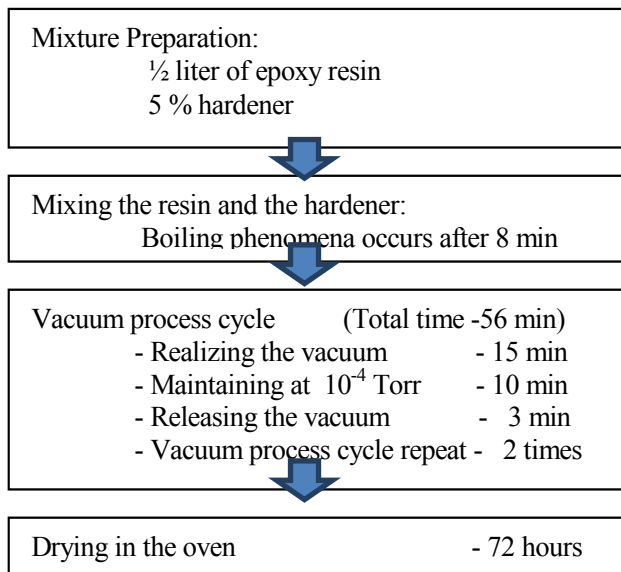 Mixture Preparation:
½ liter of epoxy resin
5 % hardener
Mixing the resin and the hardener:
Boiling phenomena occurs after 8 min
Vacuum process cycle (Total time -56 min)
- Realizing the vacuum - 15 min
- Maintaining at 10⁻⁴ Torr - 10 min
- Releasing the vacuum - 3 min
- Vacuum process cycle repeat - 2 times
Drying in the oven - 72 hours